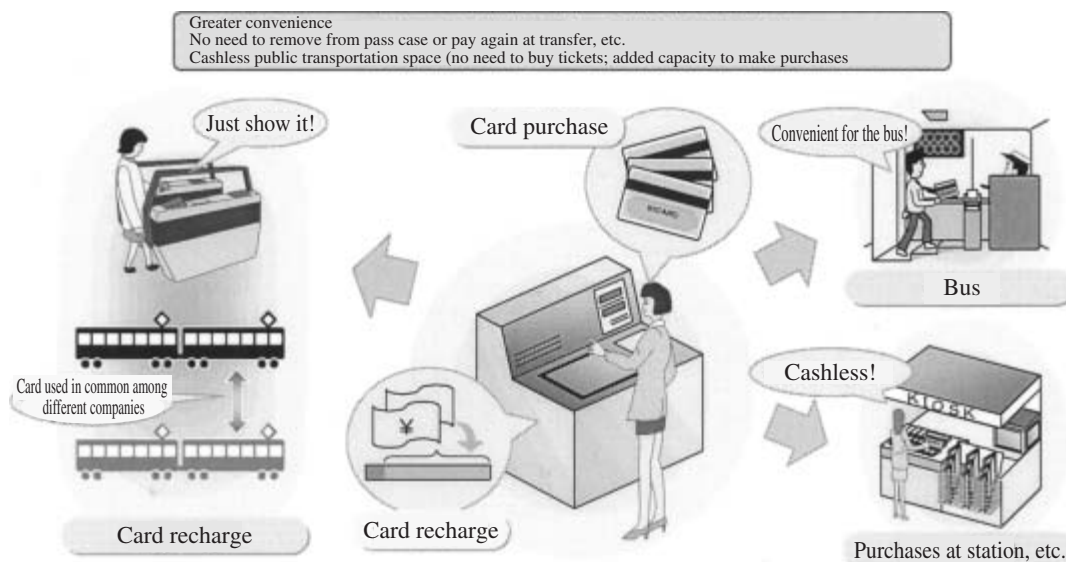 Greater convenience
No need to remove from pass case or pay again at transfer, etc.
Cashless public transportation space (no need to buy tickets; added capacity to make purchases
Just show it!
Card purchase
Convenient for the bus!
Bus
Card used in common among
different companies
¥
Cashless!
KIOSK
Card recharge
Card recharge
Purchases at station, etc.